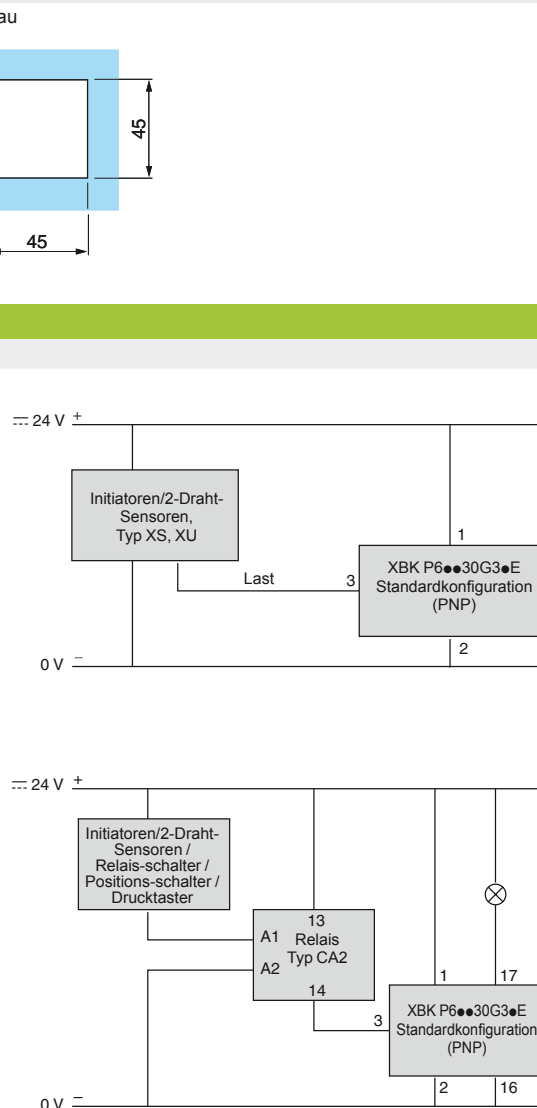 au
45
45
24 V +
Initiatoren/2-Draht-
Sensoren,
Typ XS, XU
1
Last
3
XBK P6●●30G3●E
Standardkonfiguration
(PNP)
2
0 V –
24 V +
Initiatoren/2-Draht-
Sensoren /
Relais-schalter /
Positions-schalter /
Drucktaster
13
A1 Relais
Typ CA2
A2
14
1
17
3
XBK P6●●30G3●E
Standardkonfiguration
(PNP)
2
16
0 V –